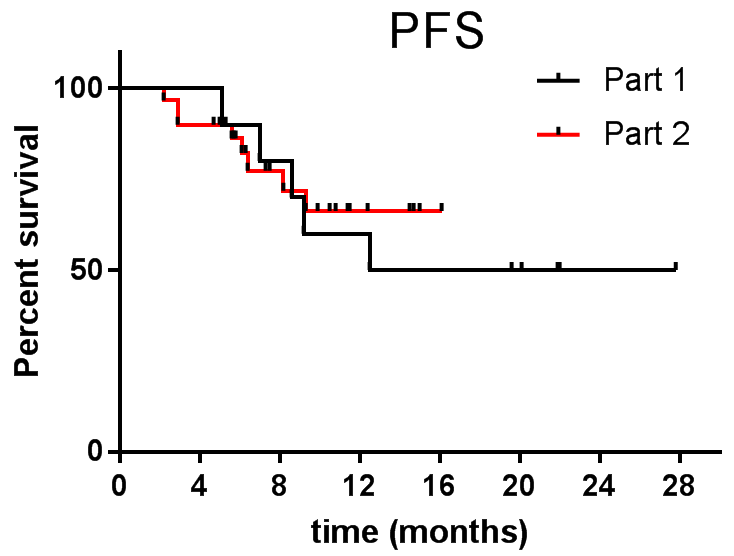 PFS
Part 1
Part 2
Percent survival
100
50
0
0 4 8 12 16 20 24 28
time (months)